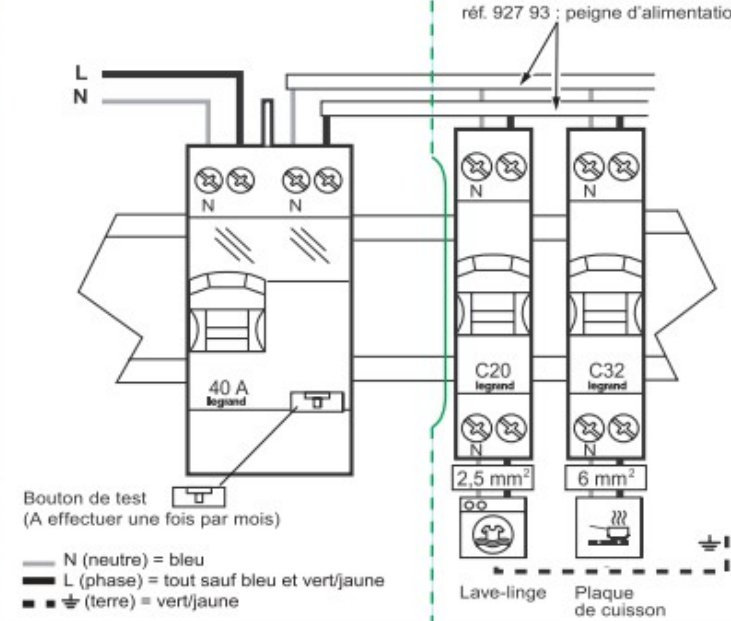 réf. 927 93 : peigne d'alimentatio
L
N
N
N
N
N
40 A
legrand
C20
legrand
C32
legrand
N
N
2,5 mm²
6 mm²
Bouton de test
(A effectuer une fois par mois)
N (neutre) = bleu
L (phase) = tout sauf bleu et vert/jaune
(terre) = vert/jaune
Lave-linge
Plaque
de cuisson